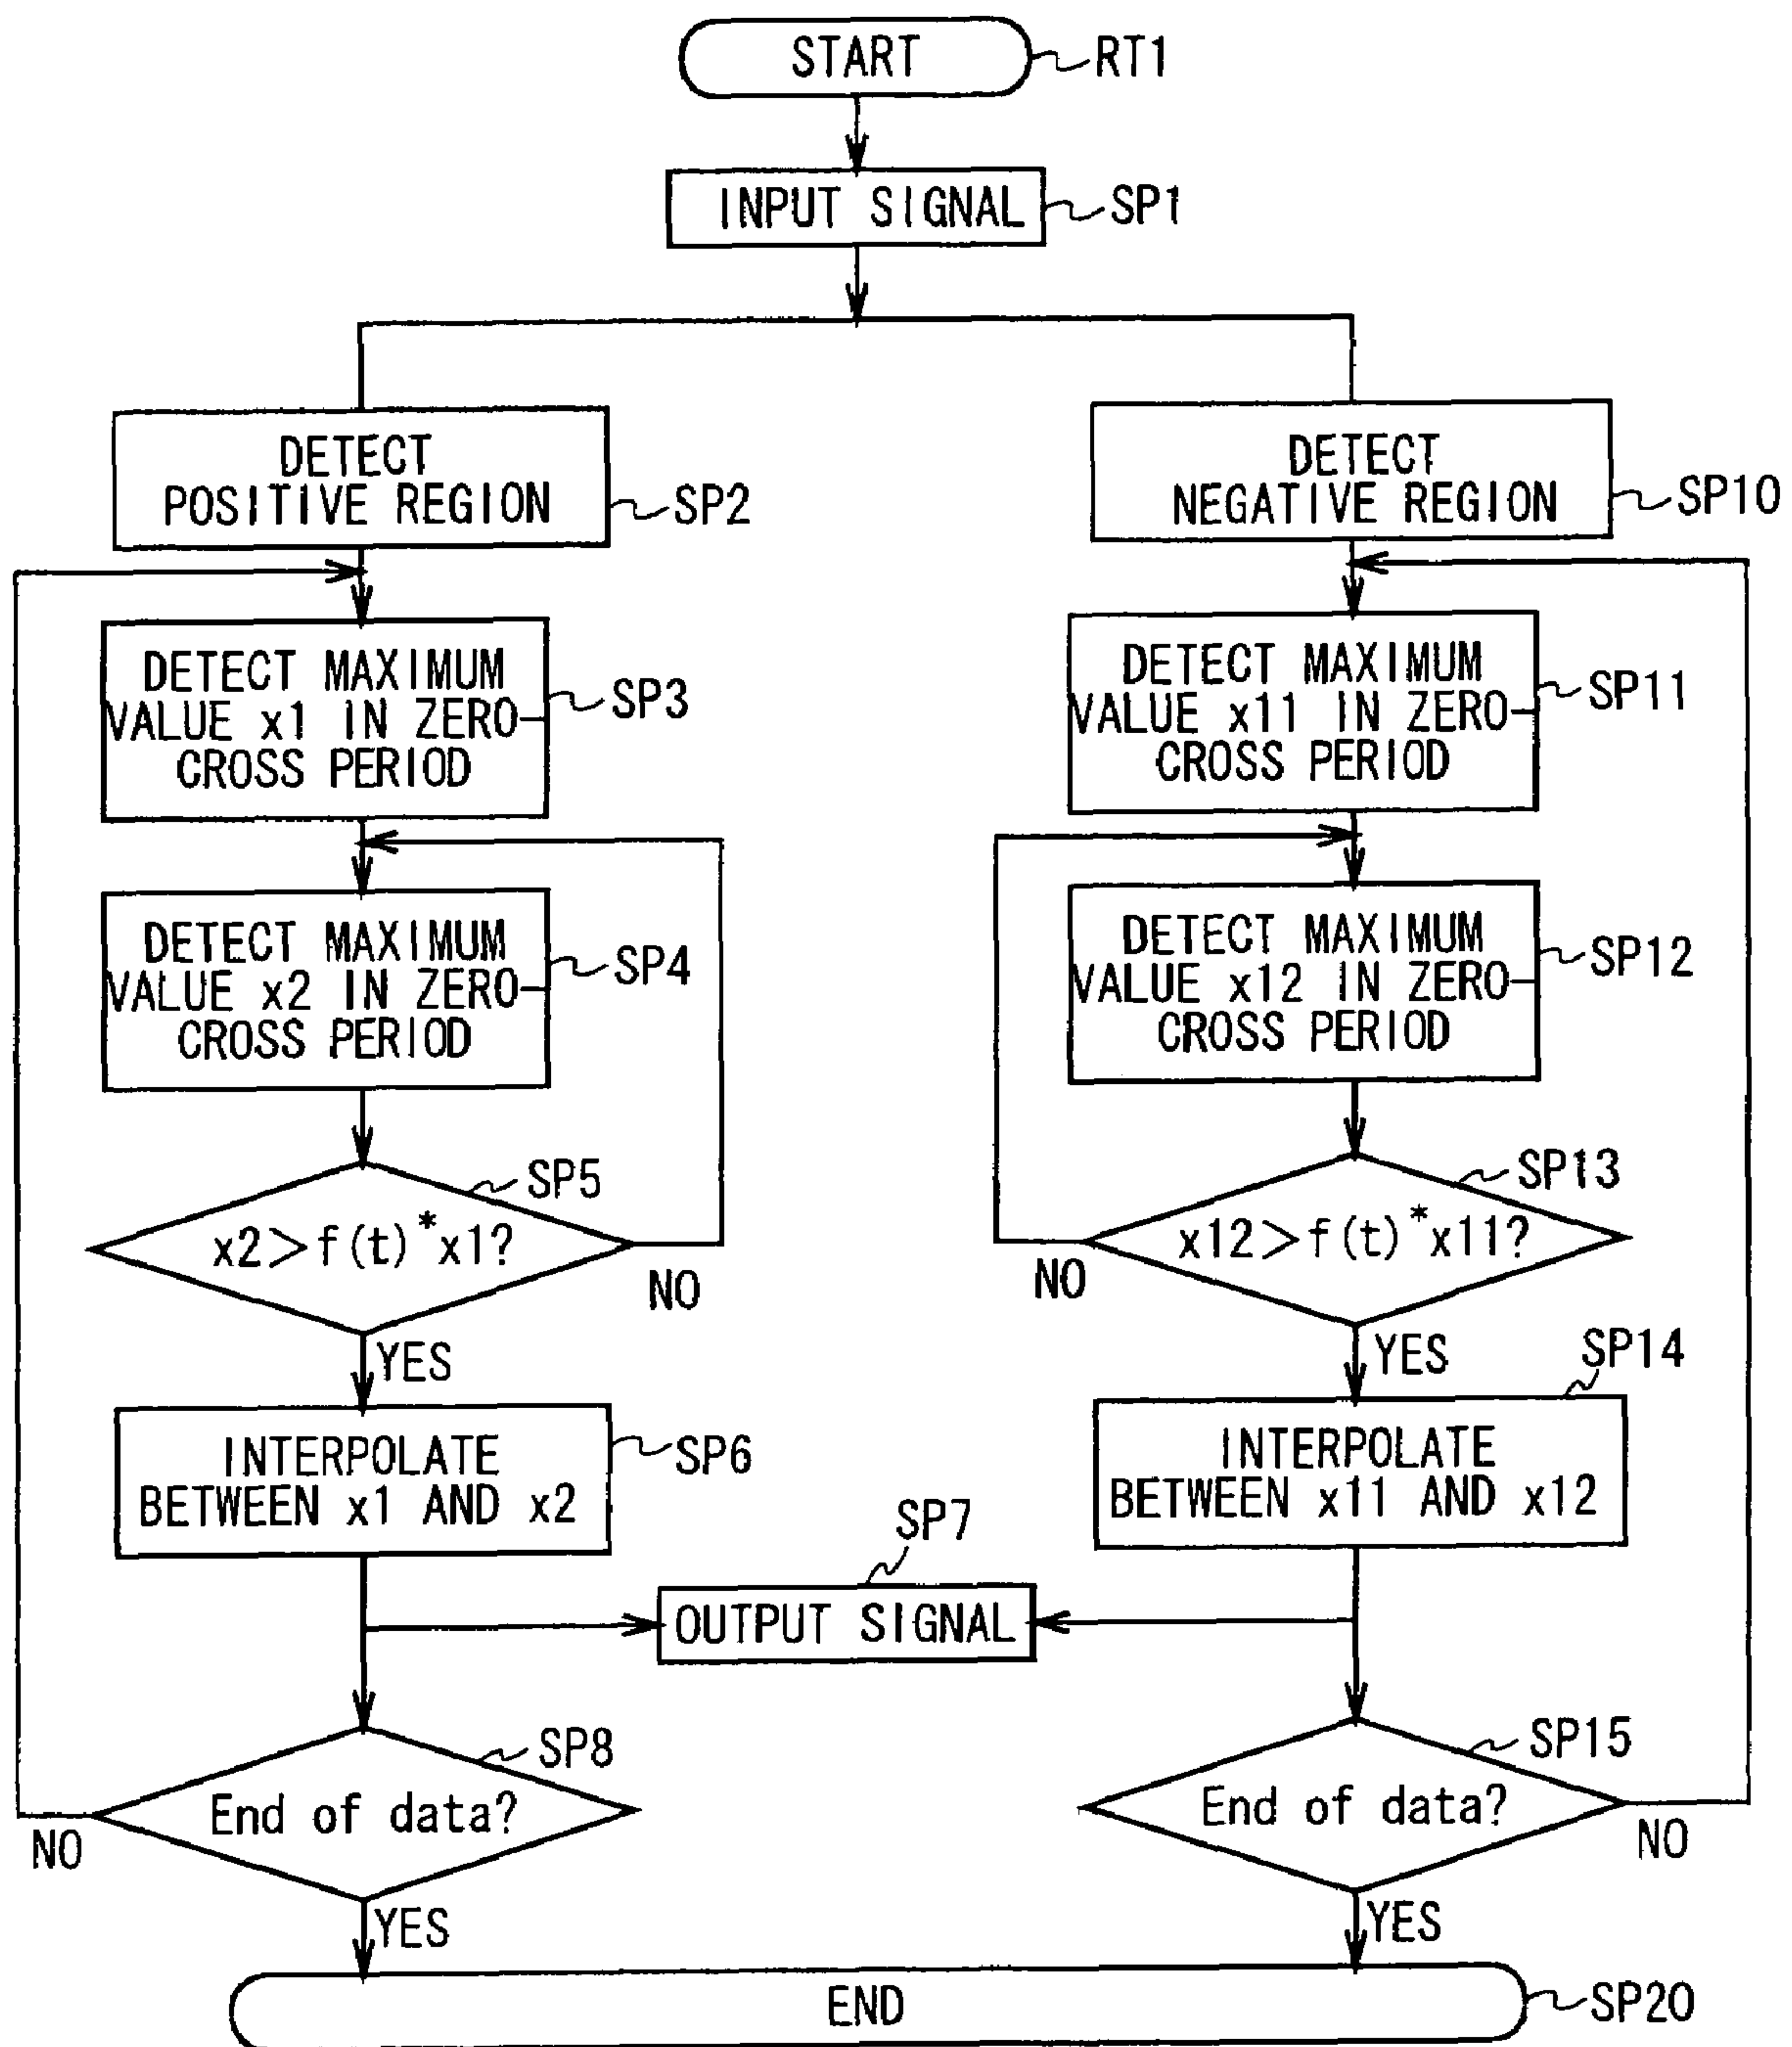 START
RT1
INPUT SIGNAL
SP1
DETECT
POSITIVE REGION
SP2
DETECT
NEGATIVE REGION
SP10
DETECT MAXIMUM
VALUE x1 IN ZERO-
CROSS PERIOD
SP3
DETECT MAXIMUM
VALUE x11 IN ZERO-
CROSS PERIOD
SP11
DETECT MAXIMUM
VALUE x2 IN ZERO-
CROSS PERIOD
SP4
DETECT MAXIMUM
VALUE x12 IN ZERO-
CROSS PERIOD
SP12
SP5
x2>f(t)*x1?
NO
YES
SP13
x12>f(t)*x11?
NO
YES
INTERPOLATE
BETWEEN x1 AND x2
SP6
SP14
INTERPOLATE
BETWEEN x11 AND x12
SP7
OUTPUT SIGNAL
SP8
End of data?
NO
YES
SP15
End of data?
NO
YES
END
SP20